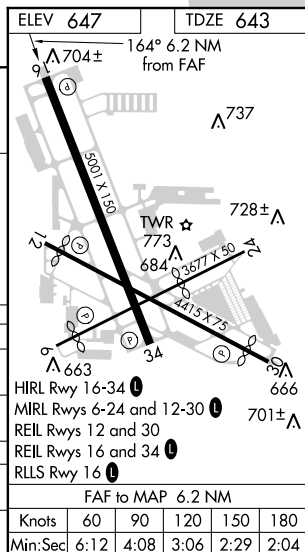 ELEV 647
TDZE 643
164° 6.2 NM
from FAF
16
704±
P
737
5001 X 150
TWR
773
728±
12
P
684
3677 X 50
24
4415 X 75
P
P
P
6
663
34
30
666
HIRL Rwy 16-34 L
MIRL Rwys 6-24 and 12-30 L
701±
REIL Rwys 12 and 30
REIL Rwys 16 and 34 L
RLLS Rwy 16 L
FAF to MAP 6.2 NM
Knots 60 90 120 150 180
Min:Sec 6:12 4:08 3:06 2:29 2:04